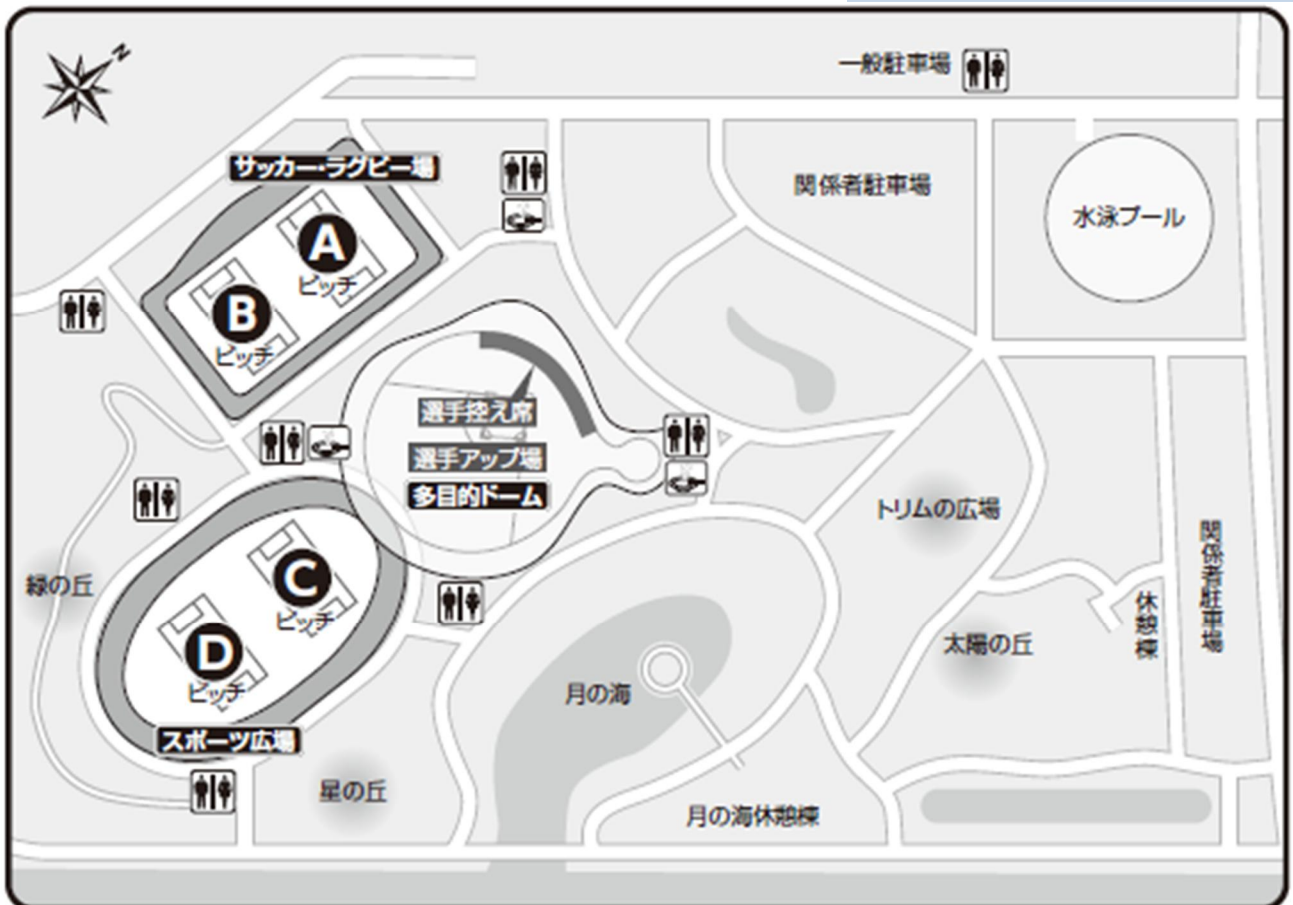 N
一般駐車場
サッカー・ラグビー場
関係者駐車場
水泳プール
A
ピッチ
B
ピッチ
選手控え席
選手アップ場
多目的ドーム
トリムの広場
関係者駐車場
緑の丘
C
ピッチ
休憩棟
D
ピッチ
太陽の丘
月の海
スポーツ広場
星の丘
月の海休憩棟